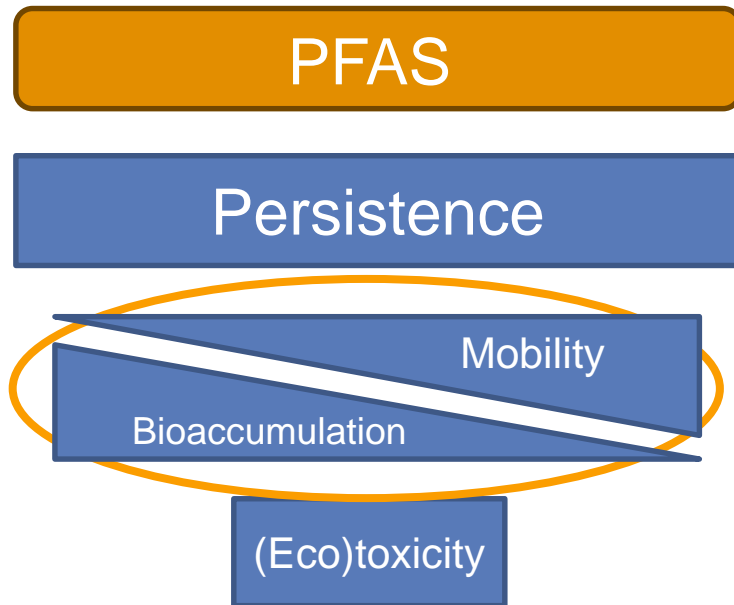 PFAS
Persistence
Mobility
Bioaccumulation
(Eco)toxicity